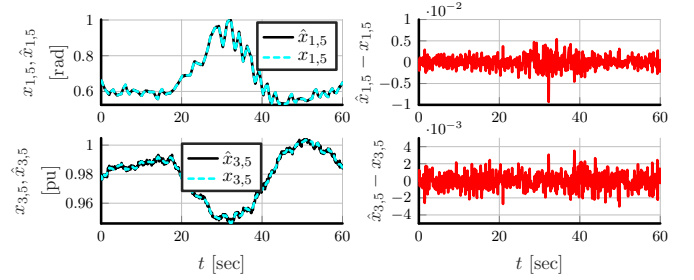 x₁,₅, x̂₁,₅ [rad]
1
0.8
0.6
0 20 40 60
x̂₁,₅
x₁,₅
·10⁻²
x̂₁,₅ − x₁,₅
1
0.5
0
−0.5
−1
0 20 40 60
x₃,₅, x̂₃,₅ [pu]
1
0.98
0.96
0 20 40 60
t [sec]
x̂₃,₅
x₃,₅
·10⁻³
x̂₃,₅ − x₃,₅
4
2
0
−2
−4
0 20 40 60
t [sec]